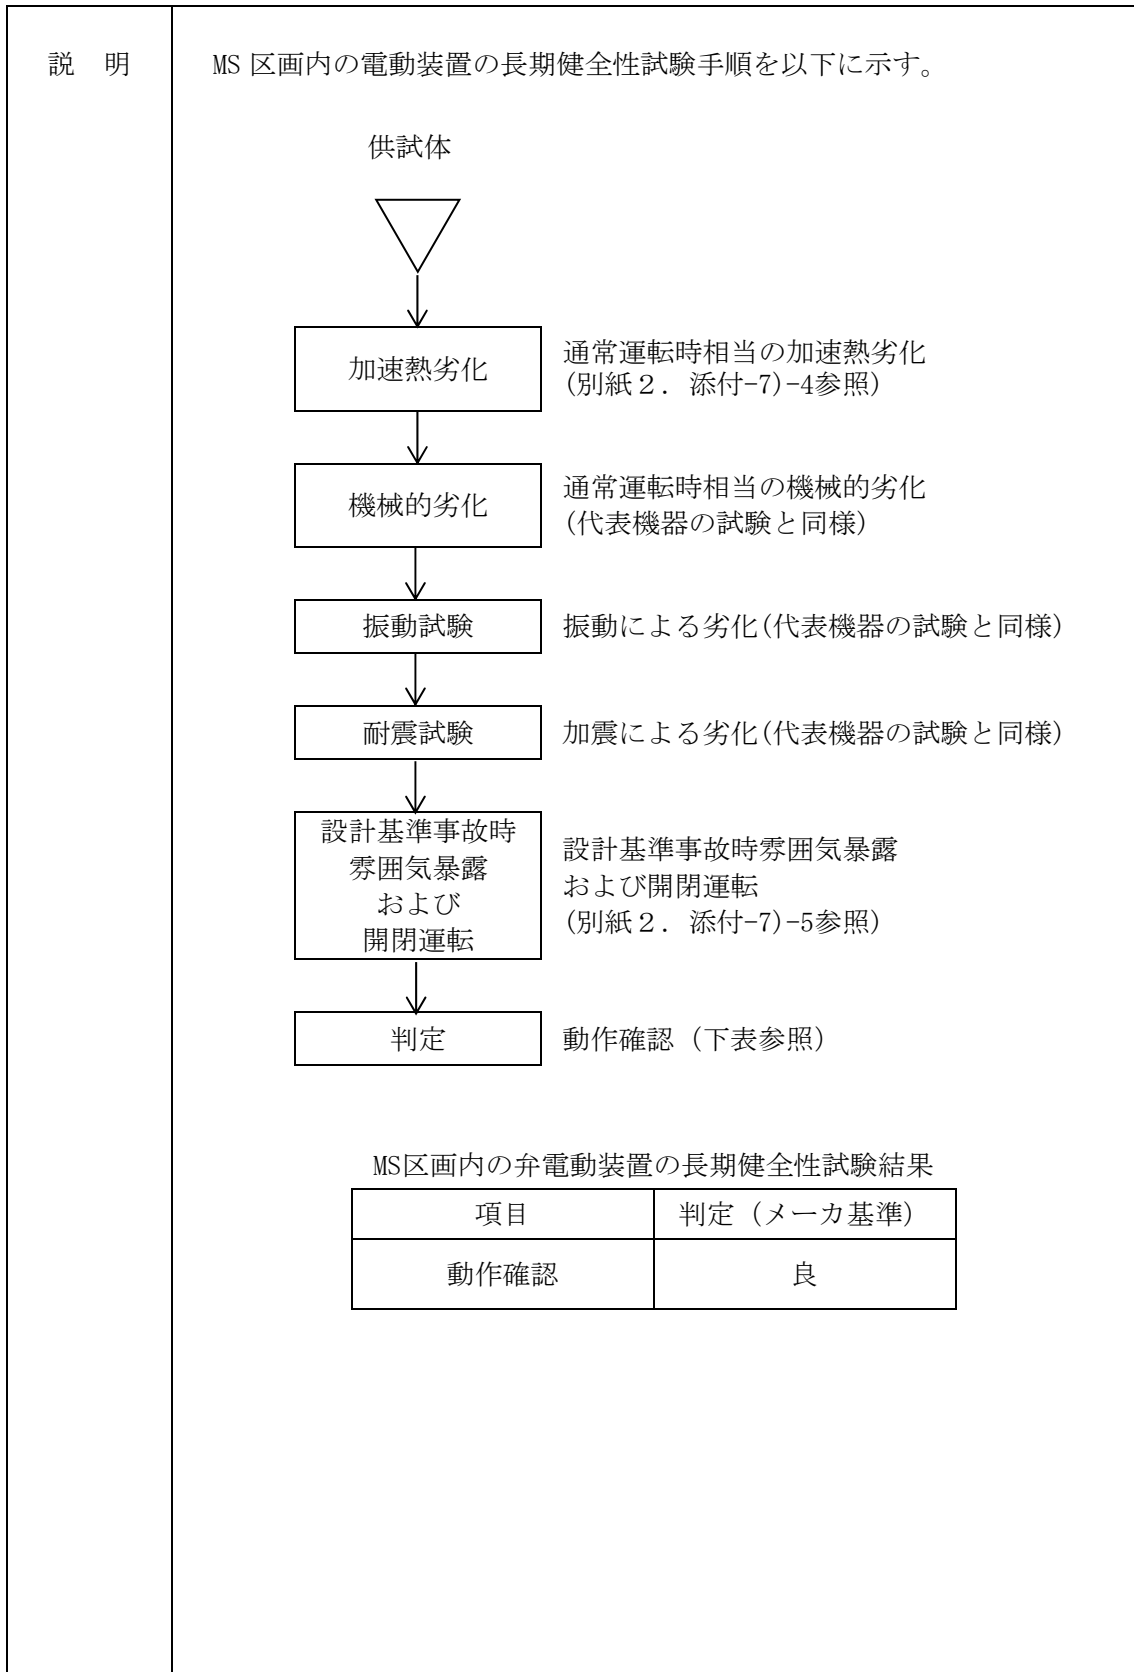 説　明
MS 区画内の電動装置の長期健全性試験手順を以下に示す。
供試体
加速熱劣化
通常運転時相当の加速熱劣化
(別紙２．添付-7)-4参照)
機械的劣化
通常運転時相当の機械的劣化
(代表機器の試験と同様)
振動試験
振動による劣化(代表機器の試験と同様)
耐震試験
加震による劣化(代表機器の試験と同様)
設計基準事故時
雰囲気暴露
および
開閉運転
設計基準事故時雰囲気暴露
および開閉運転
(別紙２．添付-7)-5参照)
判定
動作確認（下表参照）
MS区画内の弁電動装置の長期健全性試験結果
項目
判定（メーカ基準）
動作確認
良